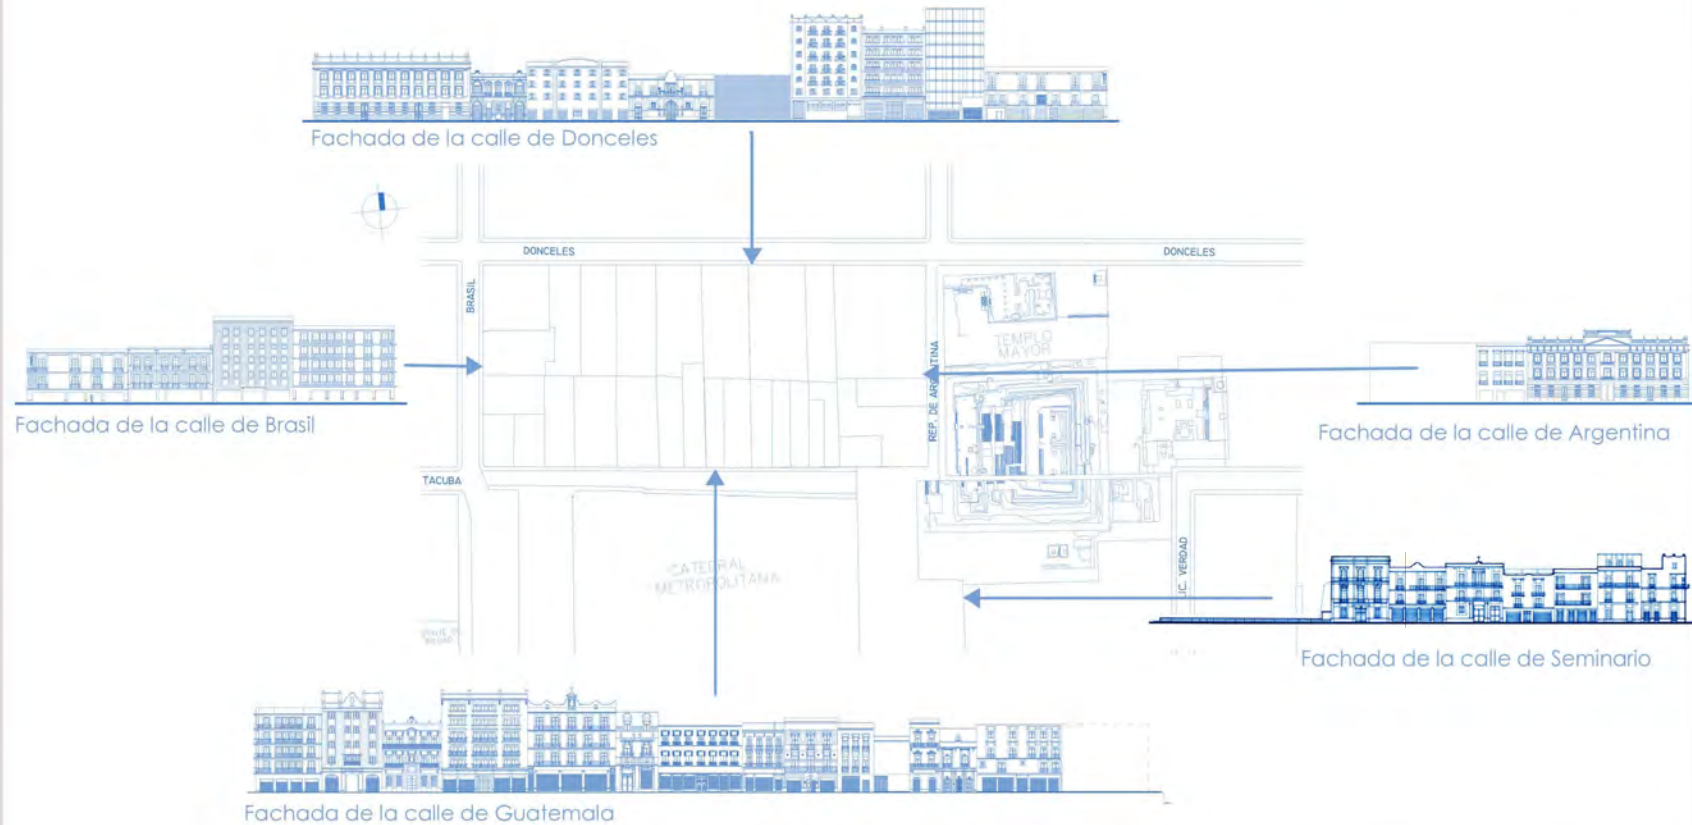 Fachada de la calle de Donceles
DONCELES
DONCELES
BRASIL
TEMPLO
MAYOR
REP. DE ARGENTINA
Fachada de la calle de Brasil
Fachada de la calle de Argentina
TACUBA
CATEDRAL
METROPOLITANA
LIC. VERDAD
Fachada de la calle de Seminario
Fachada de la calle de Guatemala